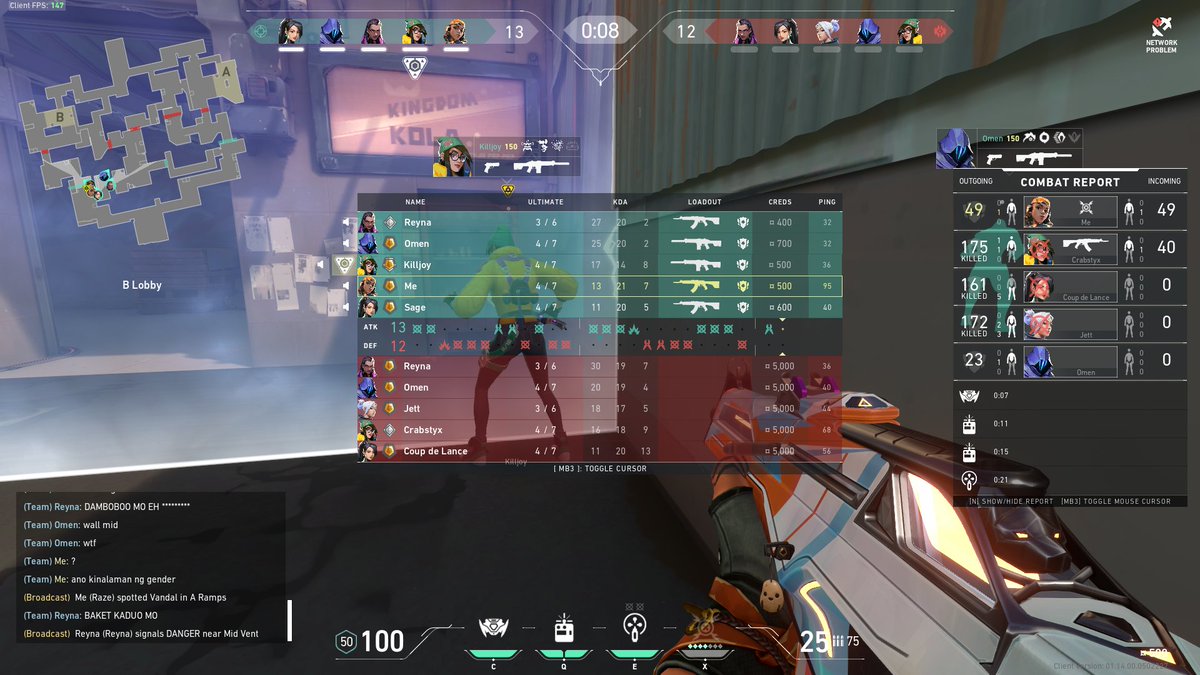 Client FPS: 147
13
0:08
12
NETWORK
PROBLEM
A
B
KINGDOM
KOLA
Killjoy 150
Omen 150
B Lobby
NAME ULTIMATE KDA LOADOUT CREDS PING
Reyna 3 / 6 27 20 2 400 32
Omen 4 / 7 25 20 2 700 32
Killjoy 4 / 7 17 14 8 500 36
Me 4 / 7 13 21 7 500 95
Sage 4 / 7 11 20 5 600 40
ATK 13
DEF 12
Reyna 3 / 6 30 19 7 5,000 36
Omen 4 / 7 20 19 4 5,000 40
Jett 3 / 6 18 17 5 5,000 44
Crabstyx 4 / 7 16 18 9 5,000 68
Coup de Lance 4 / 7 11 20 13 5,000 56
Killjoy
[ MB3 ]: TOGGLE CURSOR
OUTGOING COMBAT REPORT INCOMING
49 Me 49
175 KILLED Crabstyx 40
161 KILLED Coup de Lance 0
172 KILLED Jett 0
23 Omen 0
0:07
0:11
0:15
0:21
[N] SHOW/HIDE REPORT [MB3] TOGGLE MOUSE CURSOR
(Team) Reyna: DAMBOBOO MO EH *********
(Team) Omen: wall mid
(Team) Omen: wtf
(Team) Me: ?
(Team) Me: ano kinalaman ng gender
(Broadcast) Me (Raze) spotted Vandal in A Ramps
(Team) Reyna: BAKET KADUO MO
(Broadcast) Reyna (Reyna) signals DANGER near Mid Vent
50 100
C Q E X
25 75
500